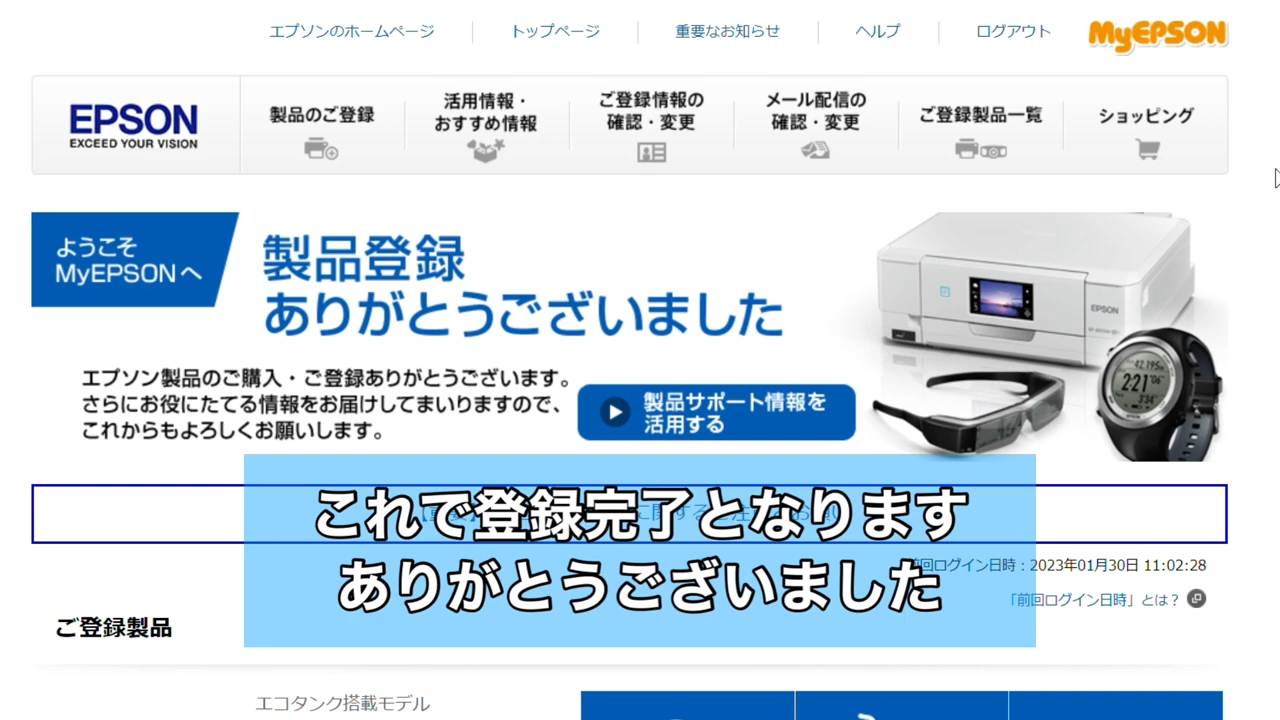 エプソンのホームページ
トップページ
重要なお知らせ
ヘルプ
ログアウト
MyEPSON
EPSON
EXCEED YOUR VISION
製品のご登録
活用情報・
おすすめ情報
ご登録情報の
確認・変更
メール配信の
確認・変更
ご登録製品一覧
ショッピング
ようこそ
MyEPSONへ
製品登録
ありがとうございました
エプソン製品のご購入・ご登録ありがとうございます。
さらにお役にたてる情報をお届けしてまいりますので、
これからもよろしくお願いします。
製品サポート情報を
活用する
EPSON
これで登録完了となります
ありがとうございました
前回ログイン日時：2023年01月30日 11:02:28
「前回ログイン日時」とは？
ご登録製品
エコタンク搭載モデル